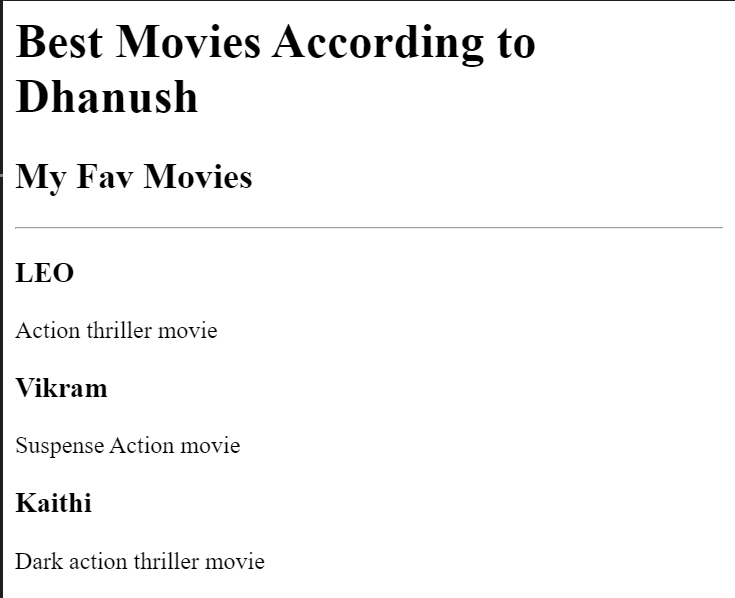 Best Movies According to
Dhanush
My Fav Movies
LEO
Action thriller movie
Vikram
Suspense Action movie
Kaithi
Dark action thriller movie